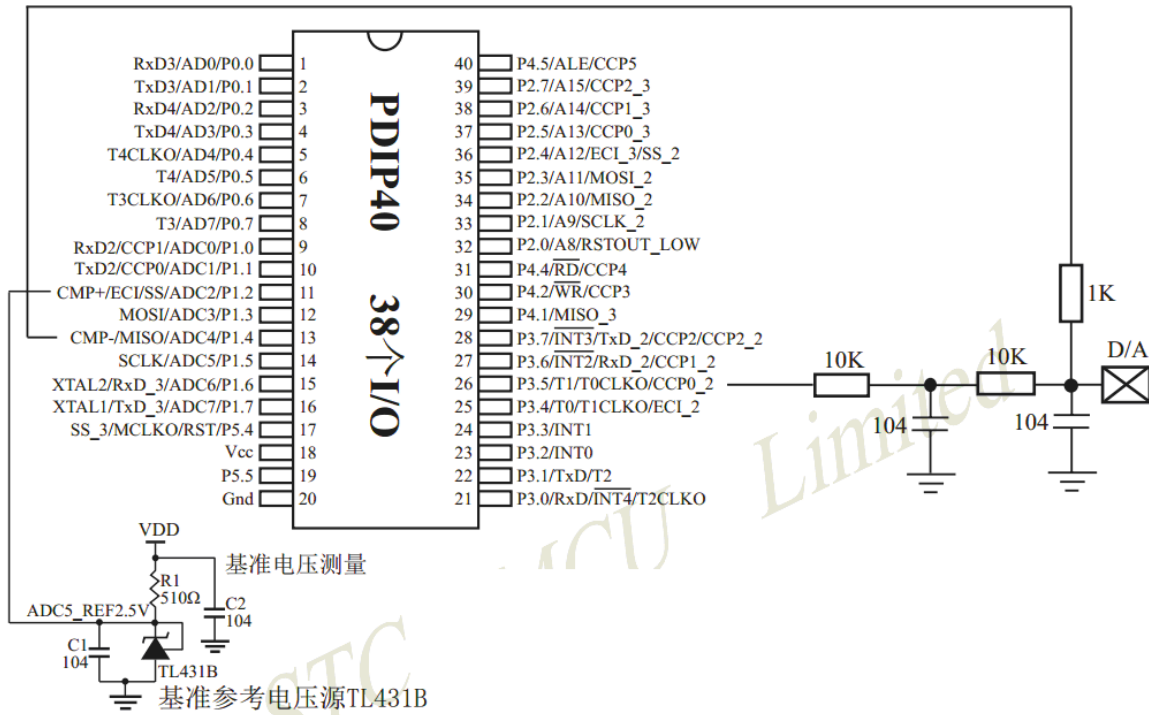 RxD3/AD0/P0.0 1
TxD3/AD1/P0.1 2
RxD4/AD2/P0.2 3
TxD4/AD3/P0.3 4
T4CLKO/AD4/P0.4 5
T4/AD5/P0.5 6
T3CLKO/AD6/P0.6 7
T3/AD7/P0.7 8
RxD2/CCP1/ADC0/P1.0 9
TxD2/CCP0/ADC1/P1.1 10
CMP+/ECI/SS/ADC2/P1.2 11
MOSI/ADC3/P1.3 12
CMP-/MISO/ADC4/P1.4 13
SCLK/ADC5/P1.5 14
XTAL2/RxD_3/ADC6/P1.6 15
XTAL1/TxD_3/ADC7/P1.7 16
SS_3/MCLKO/RST/P5.4 17
Vcc 18
P5.5 19
Gnd 20
PDIP40 38个I/O
40 P4.5/ALE/CCP5
39 P2.7/A15/CCP2_3
38 P2.6/A14/CCP1_3
37 P2.5/A13/CCP0_3
36 P2.4/A12/ECI_3/SS_2
35 P2.3/A11/MOSI_2
34 P2.2/A10/MISO_2
33 P2.1/A9/SCLK_2
32 P2.0/A8/RSTOUT_LOW
31 P4.4/RD/CCP4
30 P4.2/WR/CCP3
29 P4.1/MISO_3
28 P3.7/INT3/TxD_2/CCP2/CCP2_2
27 P3.6/INT2/RxD_2/CCP1_2
26 P3.5/T1/T0CLKO/CCP0_2
25 P3.4/T0/T1CLKO/ECI_2
24 P3.3/INT1
23 P3.2/INT0
22 P3.1/TxD/T2
21 P3.0/RxD/INT4/T2CLKO
1K
10K
10K
D/A
104
104
VDD
基准电压测量
R1
510Ω
C2
104
ADC5_REF2.5V
C1
104
TL431B
基准参考电压源TL431B
STC MCU Limited